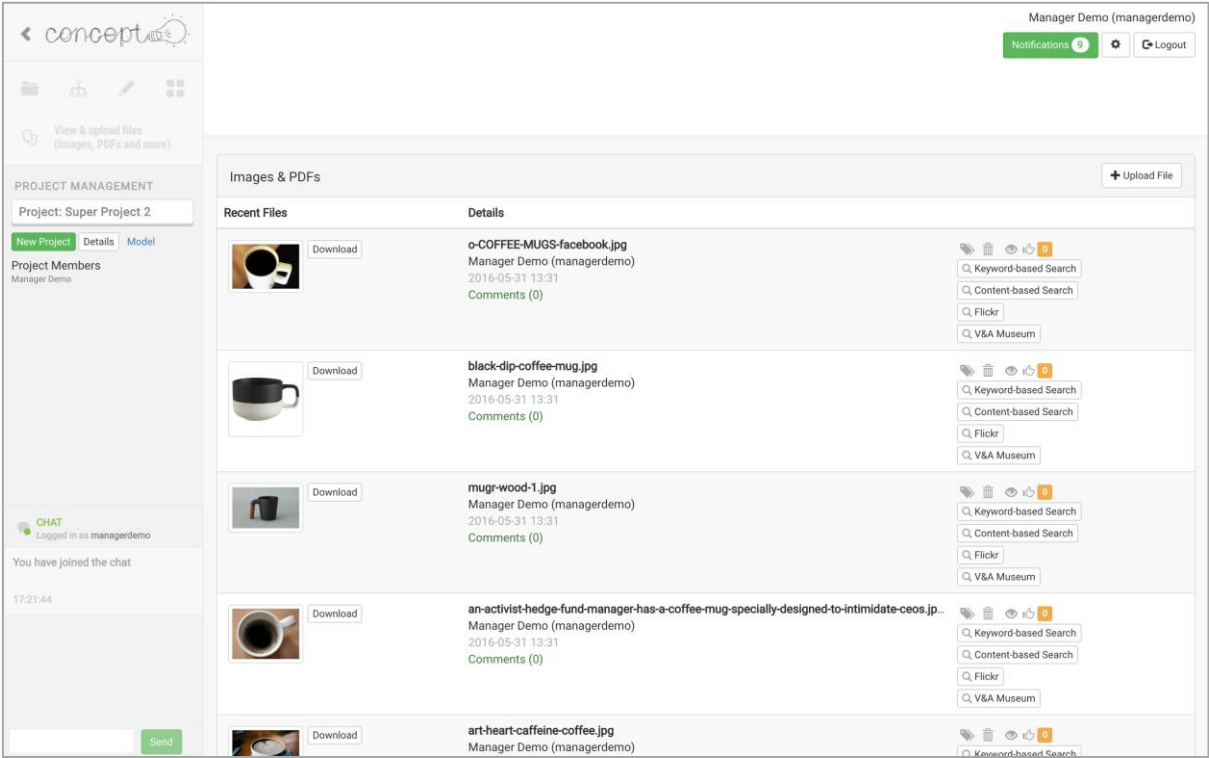 concept
Manager Demo (managerdemo)
Notifications 9
Logout
View & upload files
(Images, PDFs and more)
PROJECT MANAGEMENT
Project: Super Project 2
New Project Details Model
Project Members
Manager Demo
CHAT
Logged in as managerdemo
You have joined the chat
17:21:44
Send
Images & PDFs
Upload File
Recent Files Details
Download
o-COFFEE-MUGS-facebook.jpg
Manager Demo (managerdemo)
2016-05-31 13:31
Comments (0)
0
Keyword-based Search
Content-based Search
Flickr
V&A Museum
Download
black-dip-coffee-mug.jpg
Manager Demo (managerdemo)
2016-05-31 13:31
Comments (0)
0
Keyword-based Search
Content-based Search
Flickr
V&A Museum
Download
mugr-wood-1.jpg
Manager Demo (managerdemo)
2016-05-31 13:31
Comments (0)
0
Keyword-based Search
Content-based Search
Flickr
V&A Museum
Download
an-activist-hedge-fund-manager-has-a-coffee-mug-specially-designed-to-intimidate-ceos.jp...
Manager Demo (managerdemo)
2016-05-31 13:31
Comments (0)
0
Keyword-based Search
Content-based Search
Flickr
V&A Museum
Download
art-heart-caffeine-coffee.jpg
Manager Demo (managerdemo)
0
Keyword-based Search